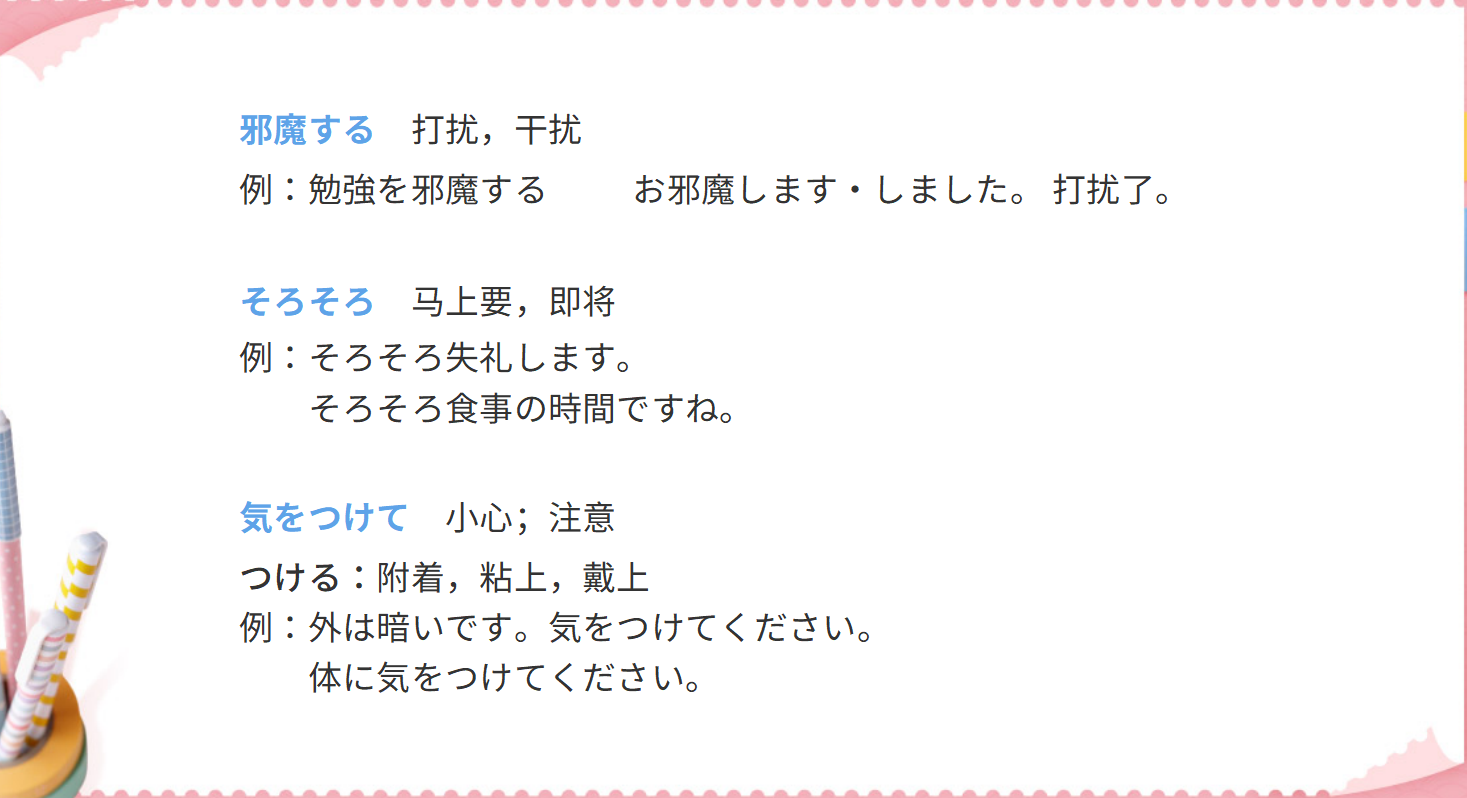 邪魔する　打扰，干扰
例：勉強を邪魔する　　お邪魔します・しました。 打扰了。
そろそろ　马上要，即将
例：そろそろ失礼します。
そろそろ食事の時間ですね。
気をつけて　小心；注意
つける：附着，粘上，戴上
例：外は暗いです。気をつけてください。
体に気をつけてください。